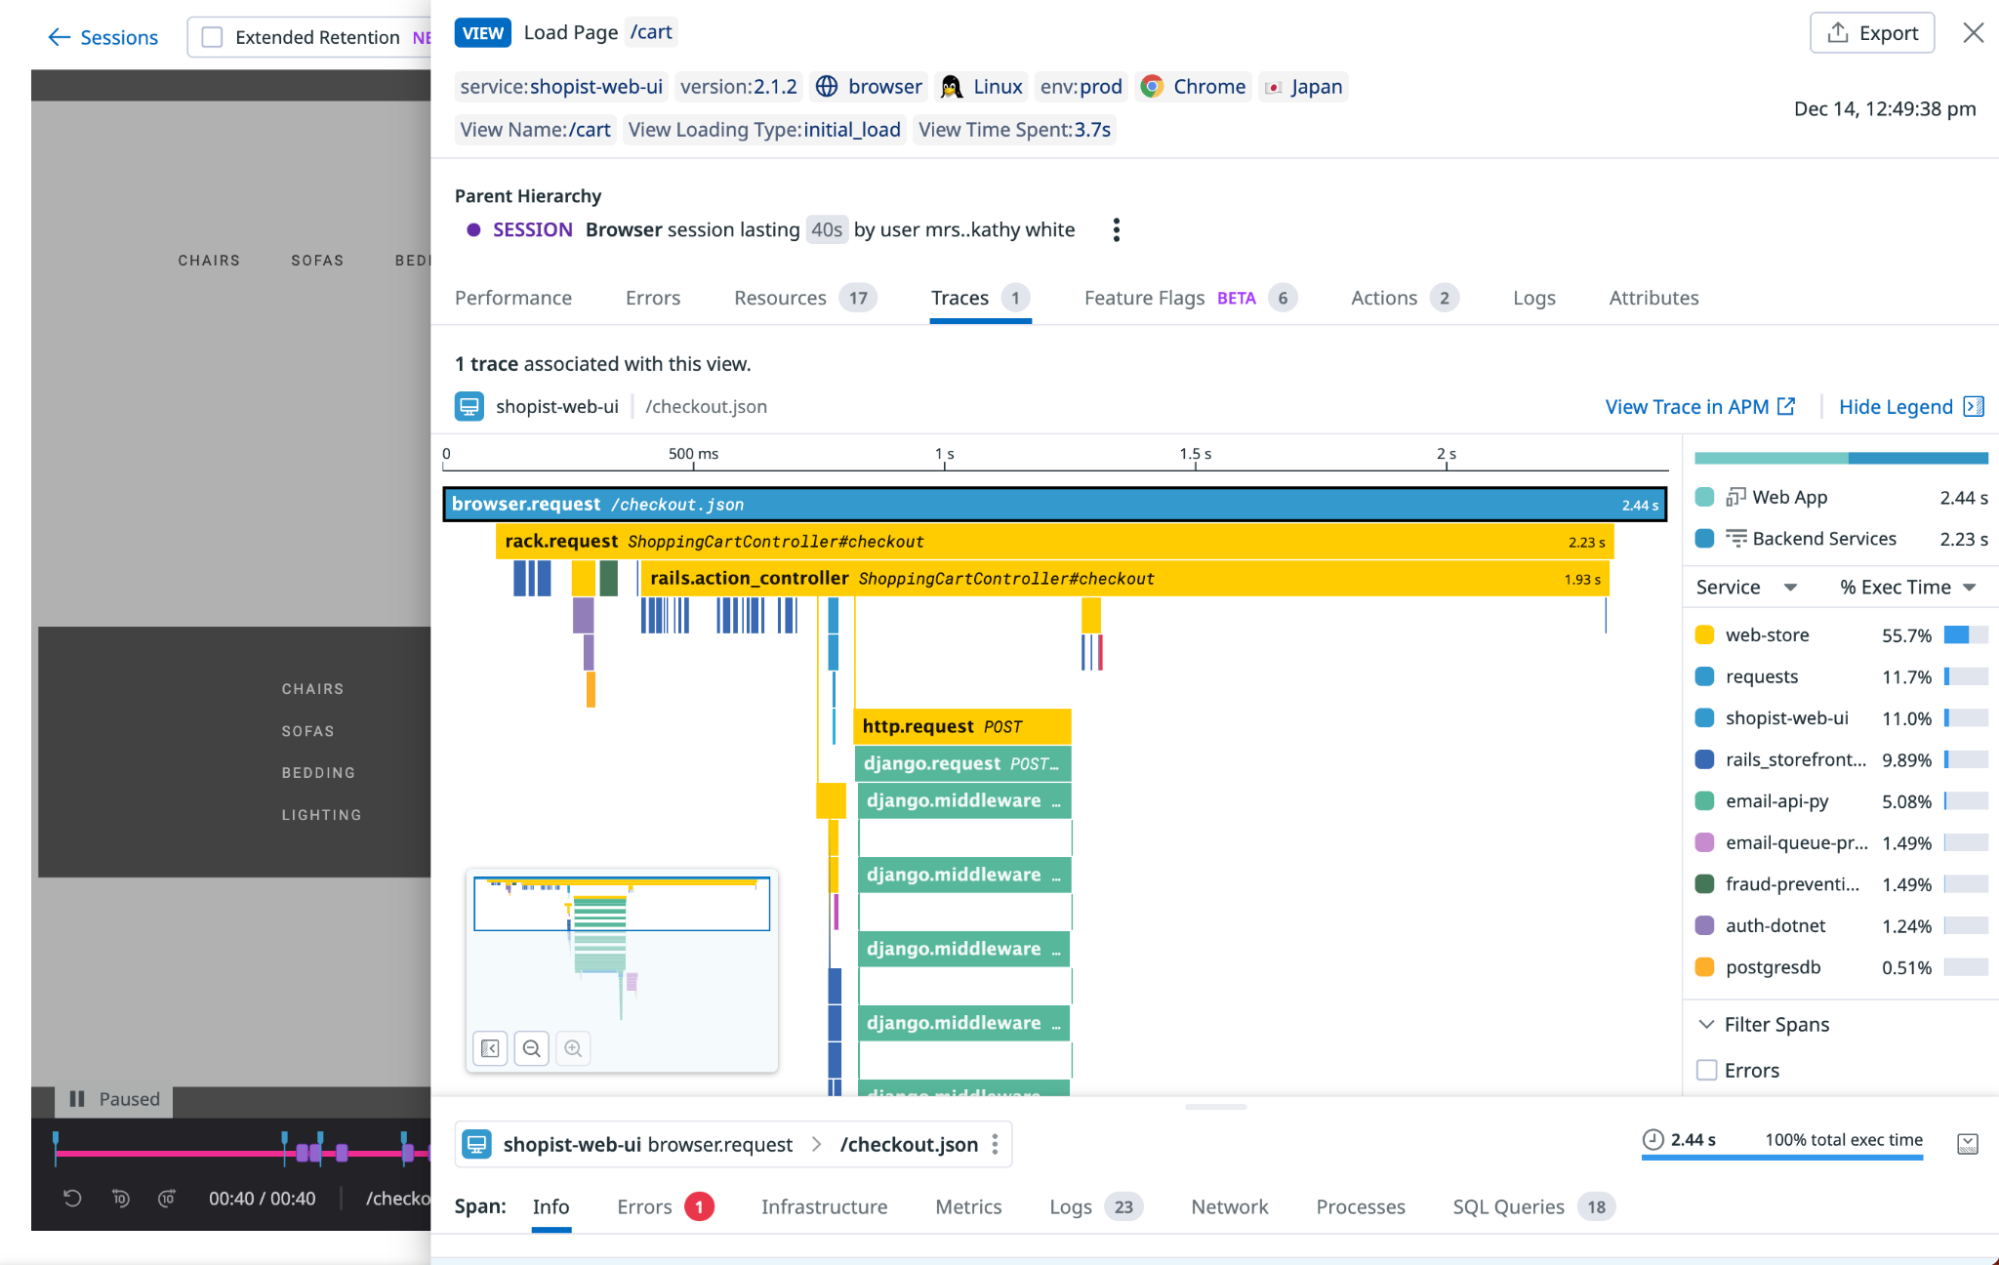 Sessions
Extended Retention
VIEW Load Page /cart
Export
service:shopist-web-ui version:2.1.2 browser Linux env:prod Chrome Japan
Dec 14, 12:49:38 pm
View Name:/cart View Loading Type:initial_load View Time Spent:3.7s
Parent Hierarchy
SESSION Browser session lasting 40s by user mrs..kathy white
CHAIRS SOFAS
Performance Errors Resources 17 Traces 1 Feature Flags BETA 6 Actions 2 Logs Attributes
1 trace associated with this view.
shopist-web-ui /checkout.json
View Trace in APM Hide Legend
0 500 ms 1 s 1.5 s 2 s
browser.request /checkout.json 2.44 s
rack.request ShoppingCartController#checkout 2.23 s
rails.action_controller ShoppingCartController#checkout 1.93 s
http.request POST
django.request POST…
django.middleware …
django.middleware …
django.middleware …
django.middleware …
django.middleware …
Web App 2.44 s
Backend Services 2.23 s
Service % Exec Time
web-store 55.7%
requests 11.7%
shopist-web-ui 11.0%
rails_storefront... 9.89%
email-api-py 5.08%
email-queue-pr... 1.49%
fraud-preventi... 1.49%
auth-dotnet 1.24%
postgresdb 0.51%
Filter Spans
Errors
CHAIRS
SOFAS
BEDDING
LIGHTING
Paused
10 10 00:40 / 00:40 /checko
shopist-web-ui browser.request > /checkout.json
2.44 s 100% total exec time
Span: Info Errors 1 Infrastructure Metrics Logs 23 Network Processes SQL Queries 18